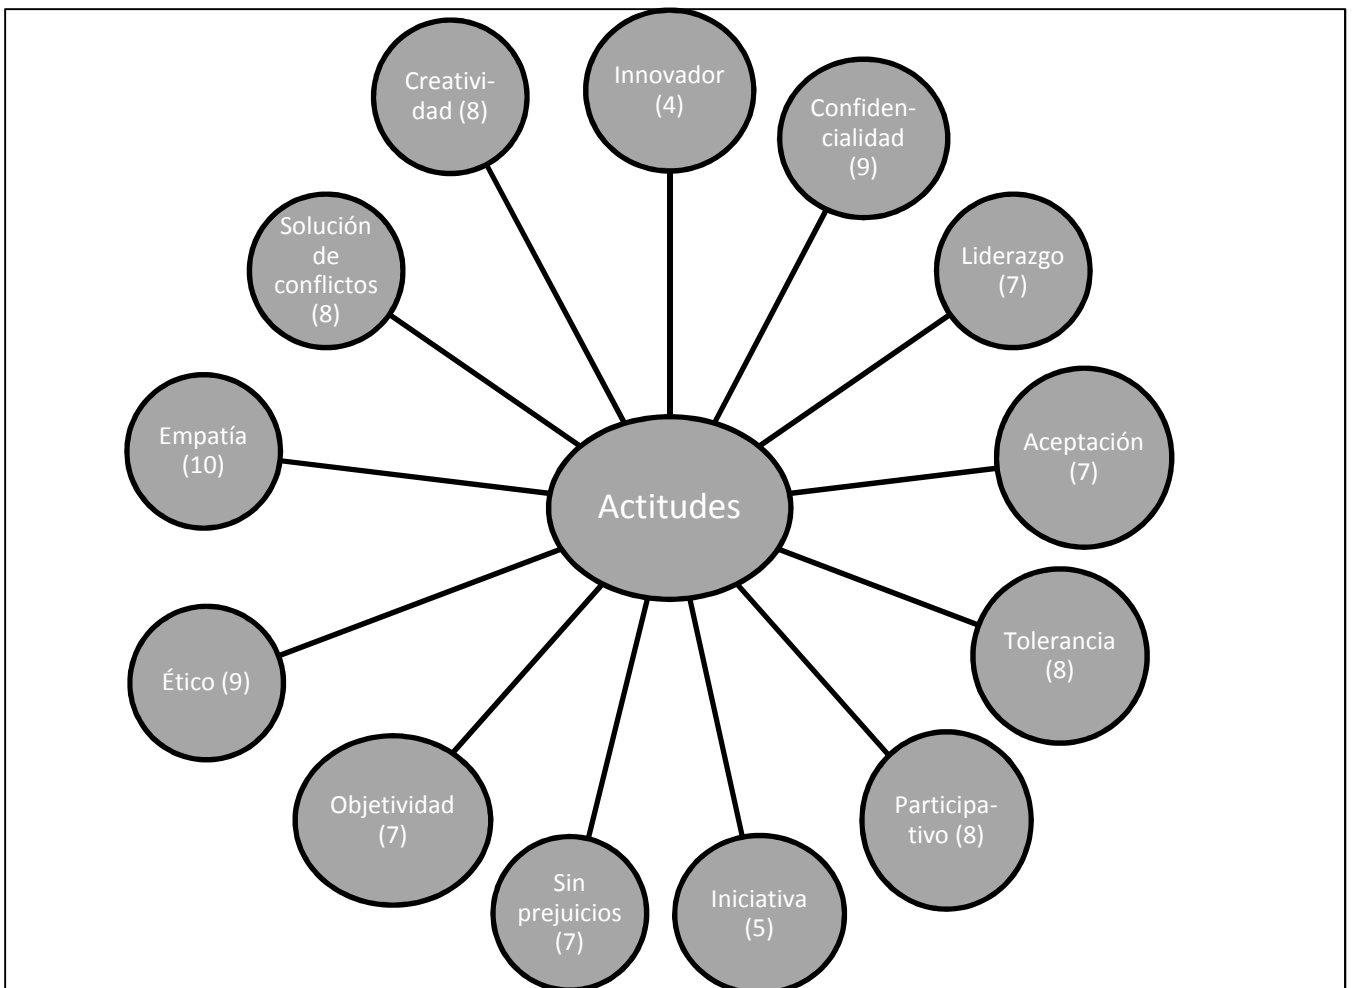 Innovador
(4)
Confiden-
cialidad
(9)
Liderazgo
(7)
Aceptación
(7)
Tolerancia
(8)
Participa-
tivo (8)
Iniciativa
(5)
Sin
prejuicios
(7)
Objetividad
(7)
Ético (9)
Empatía
(10)
Solución
de
conflictos
(8)
Creativi-
dad (8)
Actitudes